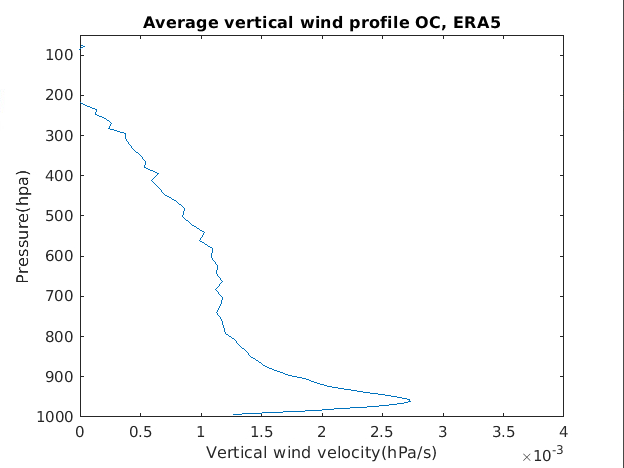 Average vertical wind profile OC, ERA5
100
200
300
400
500
600
700
800
900
1000
Pressure(hpa)
0 0.5 1 1.5 2 2.5 3 3.5 4
Vertical wind velocity(hPa/s)
×10⁻³